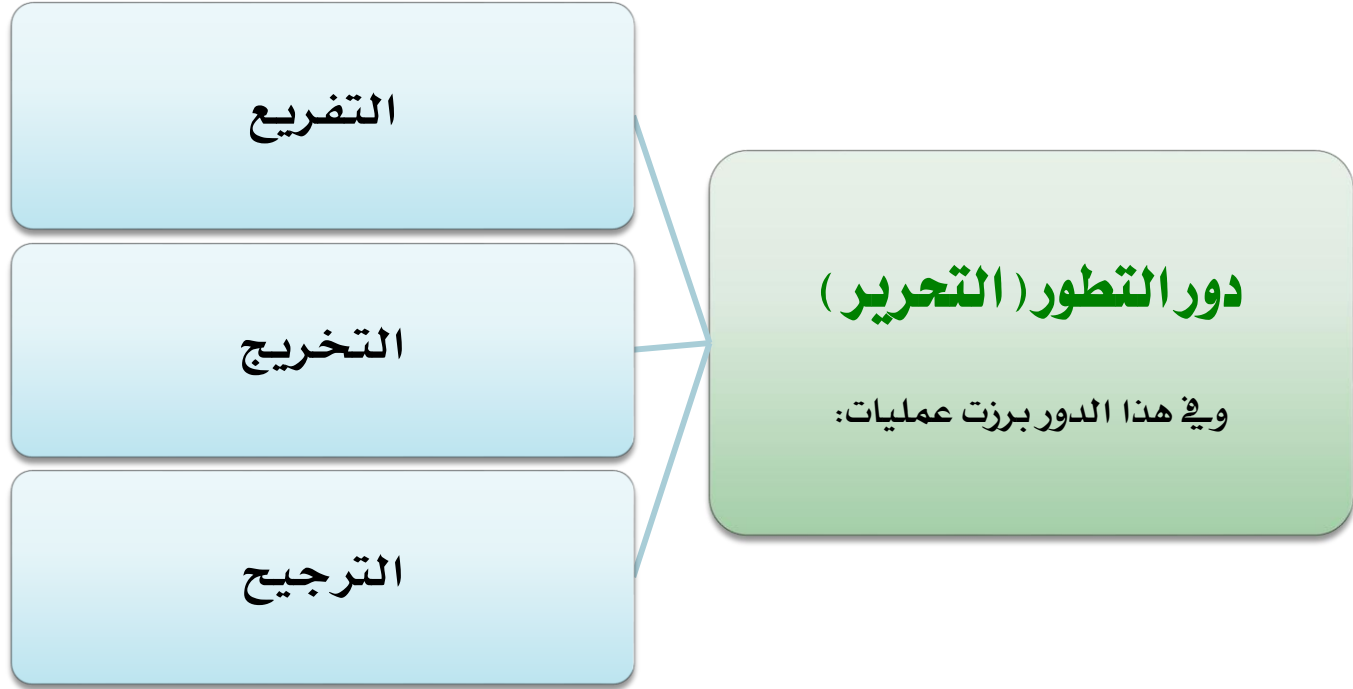 دور التطور ( التحرير )
وفي هذا الدور برزت عمليات:
التفريع
التخريج
الترجيح